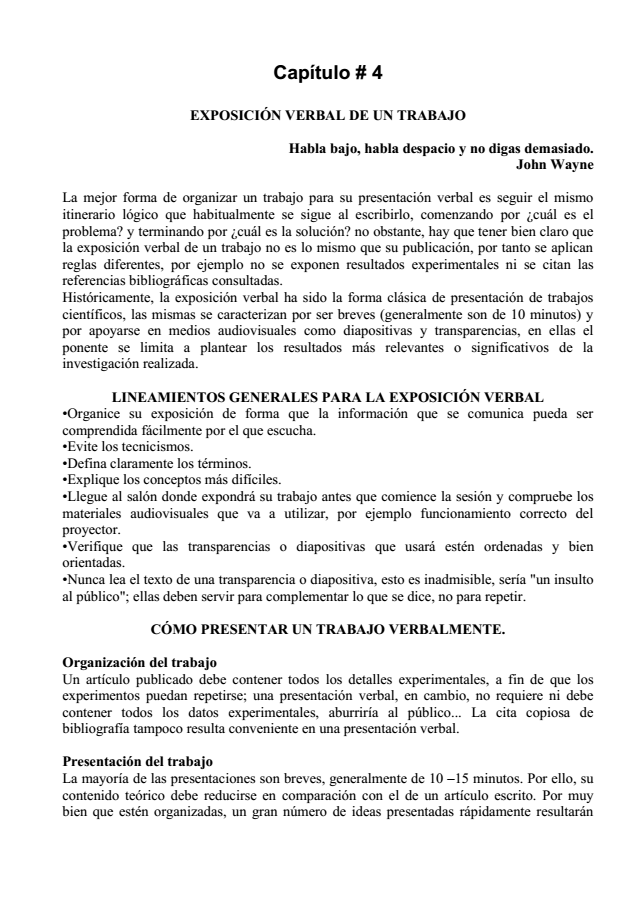 Capítulo # 4
EXPOSICIÓN VERBAL DE UN TRABAJO
Habla bajo, habla despacio y no digas demasiado.
John Wayne
La mejor forma de organizar un trabajo para su presentación verbal es seguir el mismo
itinerario lógico que habitualmente se sigue al escribirlo, comenzando por ¿cuál es el
problema? y terminando por ¿cuál es la solución? no obstante, hay que tener bien claro que
la exposición verbal de un trabajo no es lo mismo que su publicación, por tanto se aplican
reglas diferentes, por ejemplo no se exponen resultados experimentales ni se citan las
referencias bibliográficas consultadas.
Históricamente, la exposición verbal ha sido la forma clásica de presentación de trabajos
científicos, las mismas se caracterizan por ser breves (generalmente son de 10 minutos) y
por apoyarse en medios audiovisuales como diapositivas y transparencias, en ellas el
ponente se limita a plantear los resultados más relevantes o significativos de la
investigación realizada.
LINEAMIENTOS GENERALES PARA LA EXPOSICIÓN VERBAL
•Organice su exposición de forma que la información que se comunica pueda ser
comprendida fácilmente por el que escucha.
•Evite los tecnicismos.
•Defina claramente los términos.
•Explique los conceptos más difíciles.
•Llegue al salón donde expondrá su trabajo antes que comience la sesión y compruebe los
materiales audiovisuales que va a utilizar, por ejemplo funcionamiento correcto del
proyector.
•Verifique que las transparencias o diapositivas que usará estén ordenadas y bien
orientadas.
•Nunca lea el texto de una transparencia o diapositiva, esto es inadmisible, sería "un insulto
al público"; ellas deben servir para complementar lo que se dice, no para repetir.
CÓMO PRESENTAR UN TRABAJO VERBALMENTE.
Organización del trabajo
Un artículo publicado debe contener todos los detalles experimentales, a fin de que los
experimentos puedan repetirse; una presentación verbal, en cambio, no requiere ni debe
contener todos los datos experimentales, aburriría al público... La cita copiosa de
bibliografía tampoco resulta conveniente en una presentación verbal.
Presentación del trabajo
La mayoría de las presentaciones son breves, generalmente de 10 –15 minutos. Por ello, su
contenido teórico debe reducirse en comparación con el de un artículo escrito. Por muy
bien que estén organizadas, un gran número de ideas presentadas rápidamente resultarán